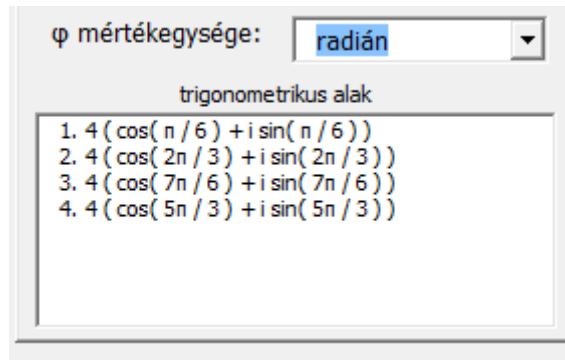 φ mértékegysége: radián
trigonometrikus alak
1. 4 ( cos( π / 6 ) + i sin( π / 6 ) )
2. 4 ( cos( 2π / 3 ) + i sin( 2π / 3 ) )
3. 4 ( cos( 7π / 6 ) + i sin( 7π / 6 ) )
4. 4 ( cos( 5π / 3 ) + i sin( 5π / 3 ) )